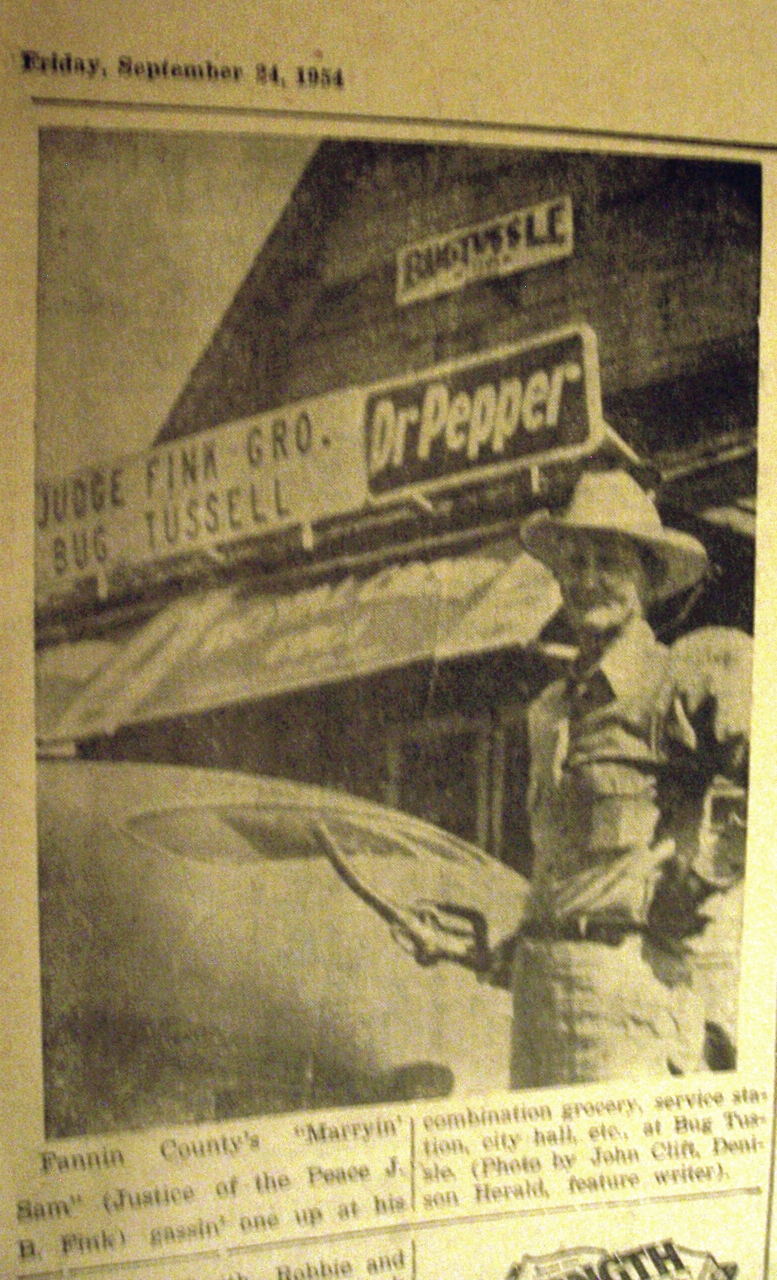 Friday, September 24, 1954
BUGTUSSLE
Dr Pepper
JUDGE FINK GRO.
BUG TUSSELL
Fannin County's "Marryin'
Sam" (Justice of the Peace J.
B. Fink) gassin' one up at his
combination grocery, service sta-
tion, city hall, etc., at Bug Tus-
sle. (Photo by John Clift, Deni-
son Herald, feature writer).
Bobbie and
NGTH